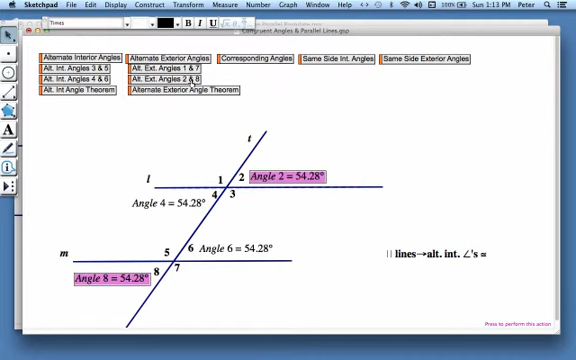 Sketchpad File Edit Display Construct Transform Measure Number Graph Window Help 100% Sun 1:13 PM Peter
Times
B I U
Congruent Angles & Parallel Lines.gsp
Alternate Interior Angles Alternate Exterior Angles Corresponding Angles Same Side Int. Angles Same Side Exterior Angles
Alt. Int. Angles 3 & 5 Alt. Ext. Angles 1 & 7
Alt. Int. Angles 4 & 6 Alt. Ext. Angles 2 & 8
Alt. Int Angle Theorem Alternate Exterior Angle Theorem
t
l 1 2 Angle 2 = 54.28°
Angle 4 = 54.28° 4 3
m 5 6 Angle 6 = 54.28°
|| lines→alt. int. ∠'s ≅
Angle 8 = 54.28° 8 7
Press to perform this action